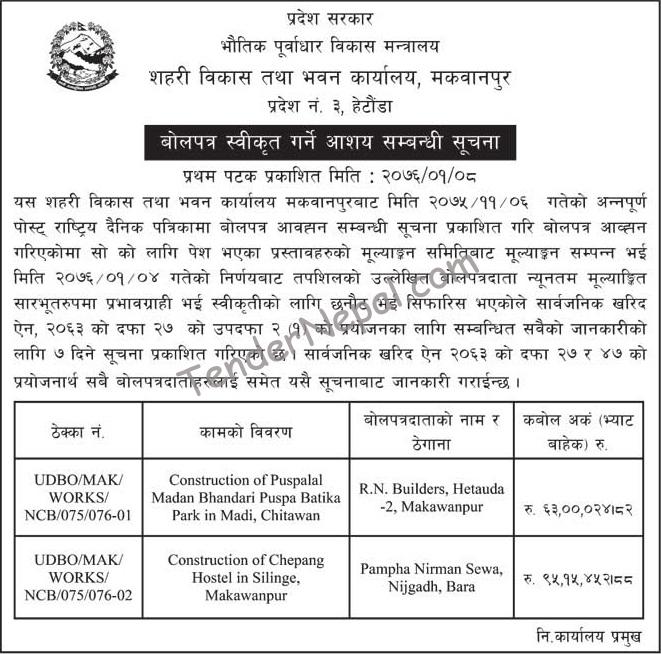 प्रदेश सरकार
भौतिक पूर्वाधार विकास मन्त्रालय
शहरी विकास तथा भवन कार्यालय, मकवानपुर
प्रदेश नं. ३, हेटौंडा
बोलपत्र स्वीकृत गर्ने आशय सम्बन्धी सूचना
प्रथम पटक प्रकाशित मिति : २०७६/०१/०८
यस शहरी विकास तथा भवन कार्यालय मकवानपुरबाट मिति २०७५/११/०६ गतेको अन्नपूर्ण
पोस्ट राष्ट्रिय दैनिक पत्रिकामा बोलपत्र आवह्न सम्बन्धी सूचना प्रकाशित गरि बोलपत्र आव्हन
गरिएकोमा सो को लागि पेश भएका प्रस्तावहरुको मूल्याङ्कन समितिबाट मूल्याङ्कन सम्पन्न भई
मिति २०७६/०१/०४ गतेको निर्णयबाट तपशिलको उल्लेखित बोलपत्रदाता न्यूनतम मूल्याङ्कित
सारभूतरुपमा प्रभावग्राही भई स्वीकृतीको लागि छनौत भई सिफारिस भएकोले सार्वजनिक खरिद
ऐन, २०६३ को दफा २७ को उपदफा २ (१) को प्रयोजनका लागि सम्बन्धित सबैको जानकारीको
लागि ७ दिने सूचना प्रकाशित गरिएको छ । सार्वजनिक खरिद ऐन २०६३ को दफा २७ र ४७ को
प्रयोजनार्थ सबै बोलपत्रदाताहरुलाई समेत यसै सूचनाबाट जानकारी गराईन्छ ।
TenderNepal.com
ठेक्का नं.
कामको विवरण
बोलपत्रदाताको नाम र
ठेगाना
कबोल अकं (भ्याट
बाहेक) रु.
UDBO/MAK/
WORKS/
NCB/075/076-01
Construction of Puspalal
Madan Bhandari Puspa Batika
Park in Madi, Chitawan
R.N. Builders, Hetauda
-2, Makawanpur
रु. ६३,००,०२४।८२
UDBO/MAK/
WORKS/
NCB/075/076-02
Construction of Chepang
Hostel in Silinge,
Makawanpur
Pampha Nirman Sewa,
Nijgadh, Bara
रु. ९५,१५,४५२।८८
नि.कार्यालय प्रमुख